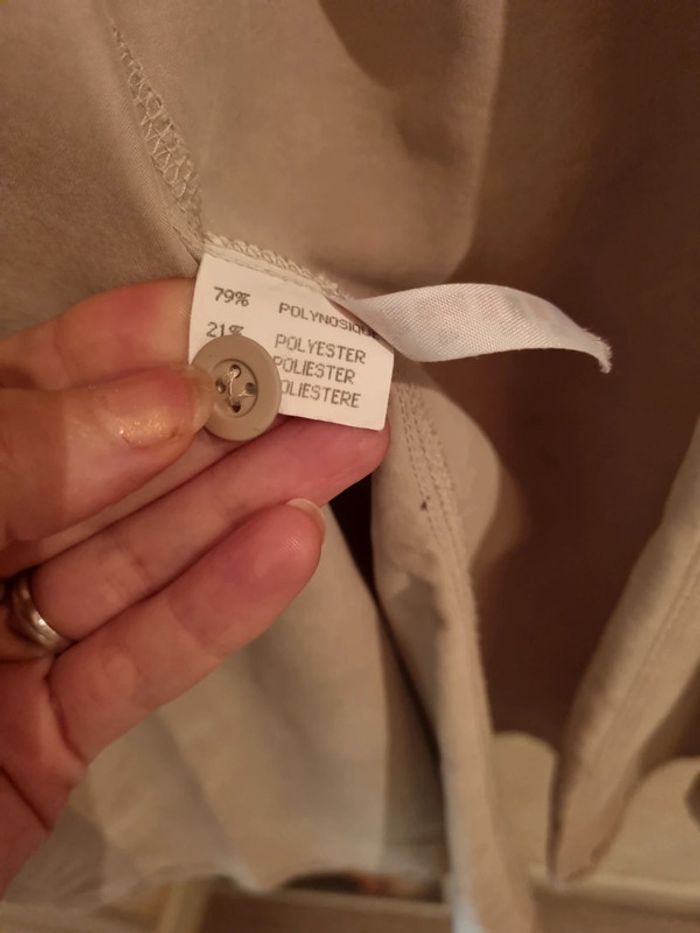 79% POLYNOSIQUE
21% POLYESTER
POLIESTER
OLIESTERE